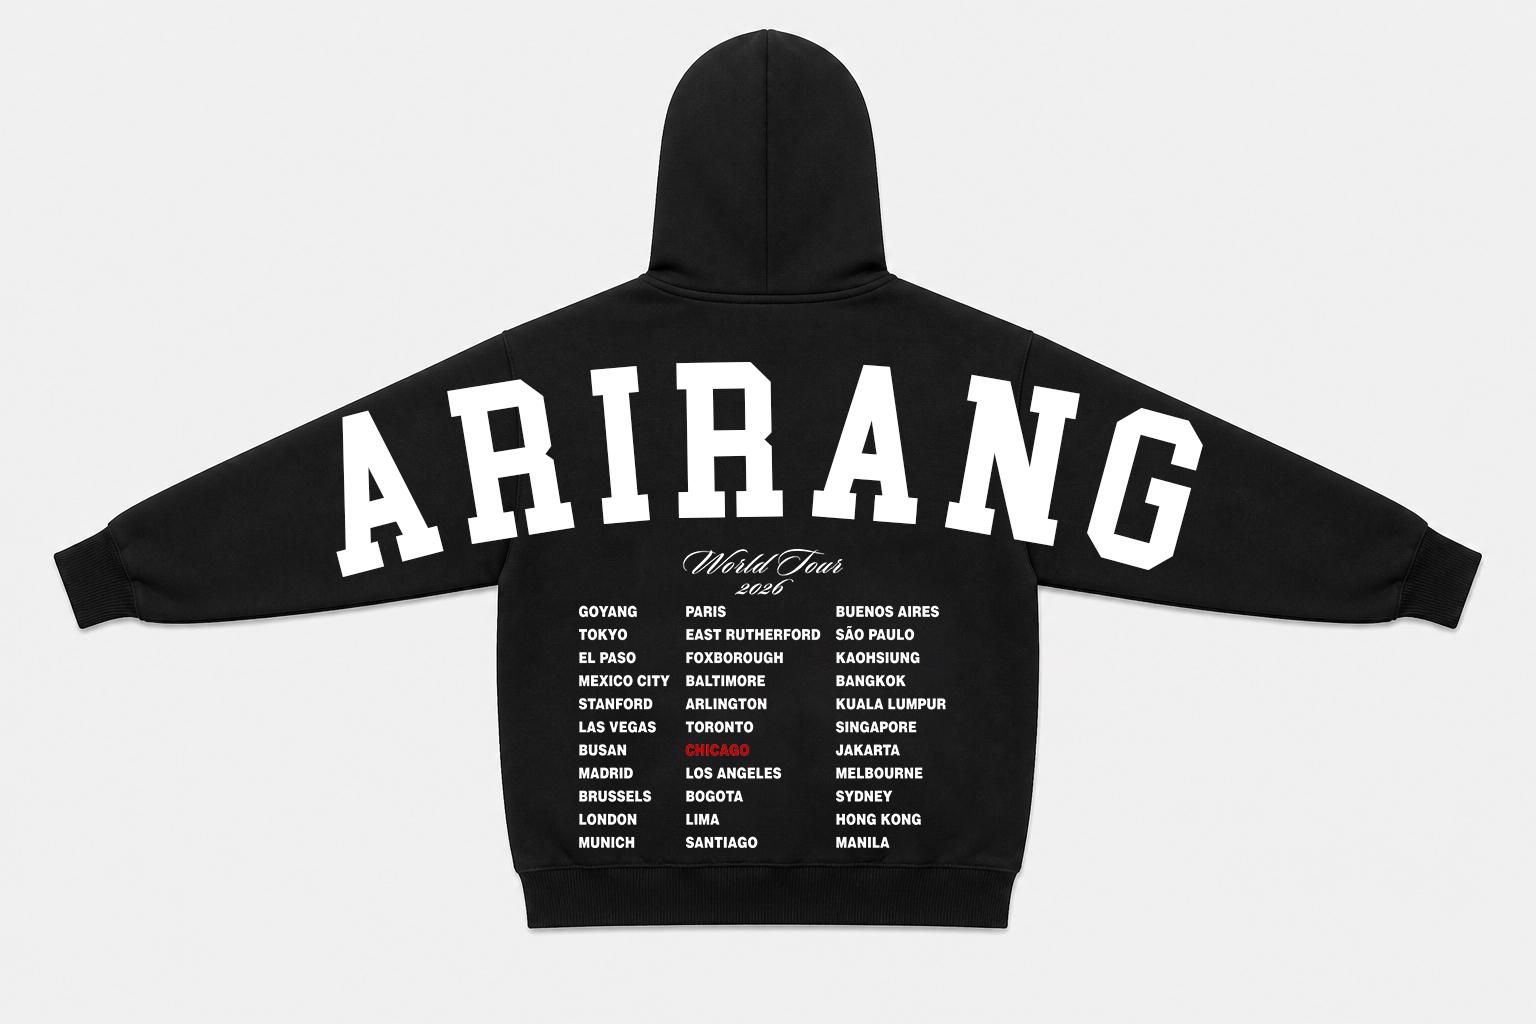 ARIRANG
World Tour
2026
GOYANG
TOKYO
EL PASO
MEXICO CITY
STANFORD
LAS VEGAS
BUSAN
MADRID
BRUSSELS
LONDON
MUNICH
PARIS
EAST RUTHERFORD
FOXBOROUGH
BALTIMORE
ARLINGTON
TORONTO
CHICAGO
LOS ANGELES
BOGOTA
LIMA
SANTIAGO
BUENOS AIRES
SÃO PAULO
KAOHSIUNG
BANGKOK
KUALA LUMPUR
SINGAPORE
JAKARTA
MELBOURNE
SYDNEY
HONG KONG
MANILA